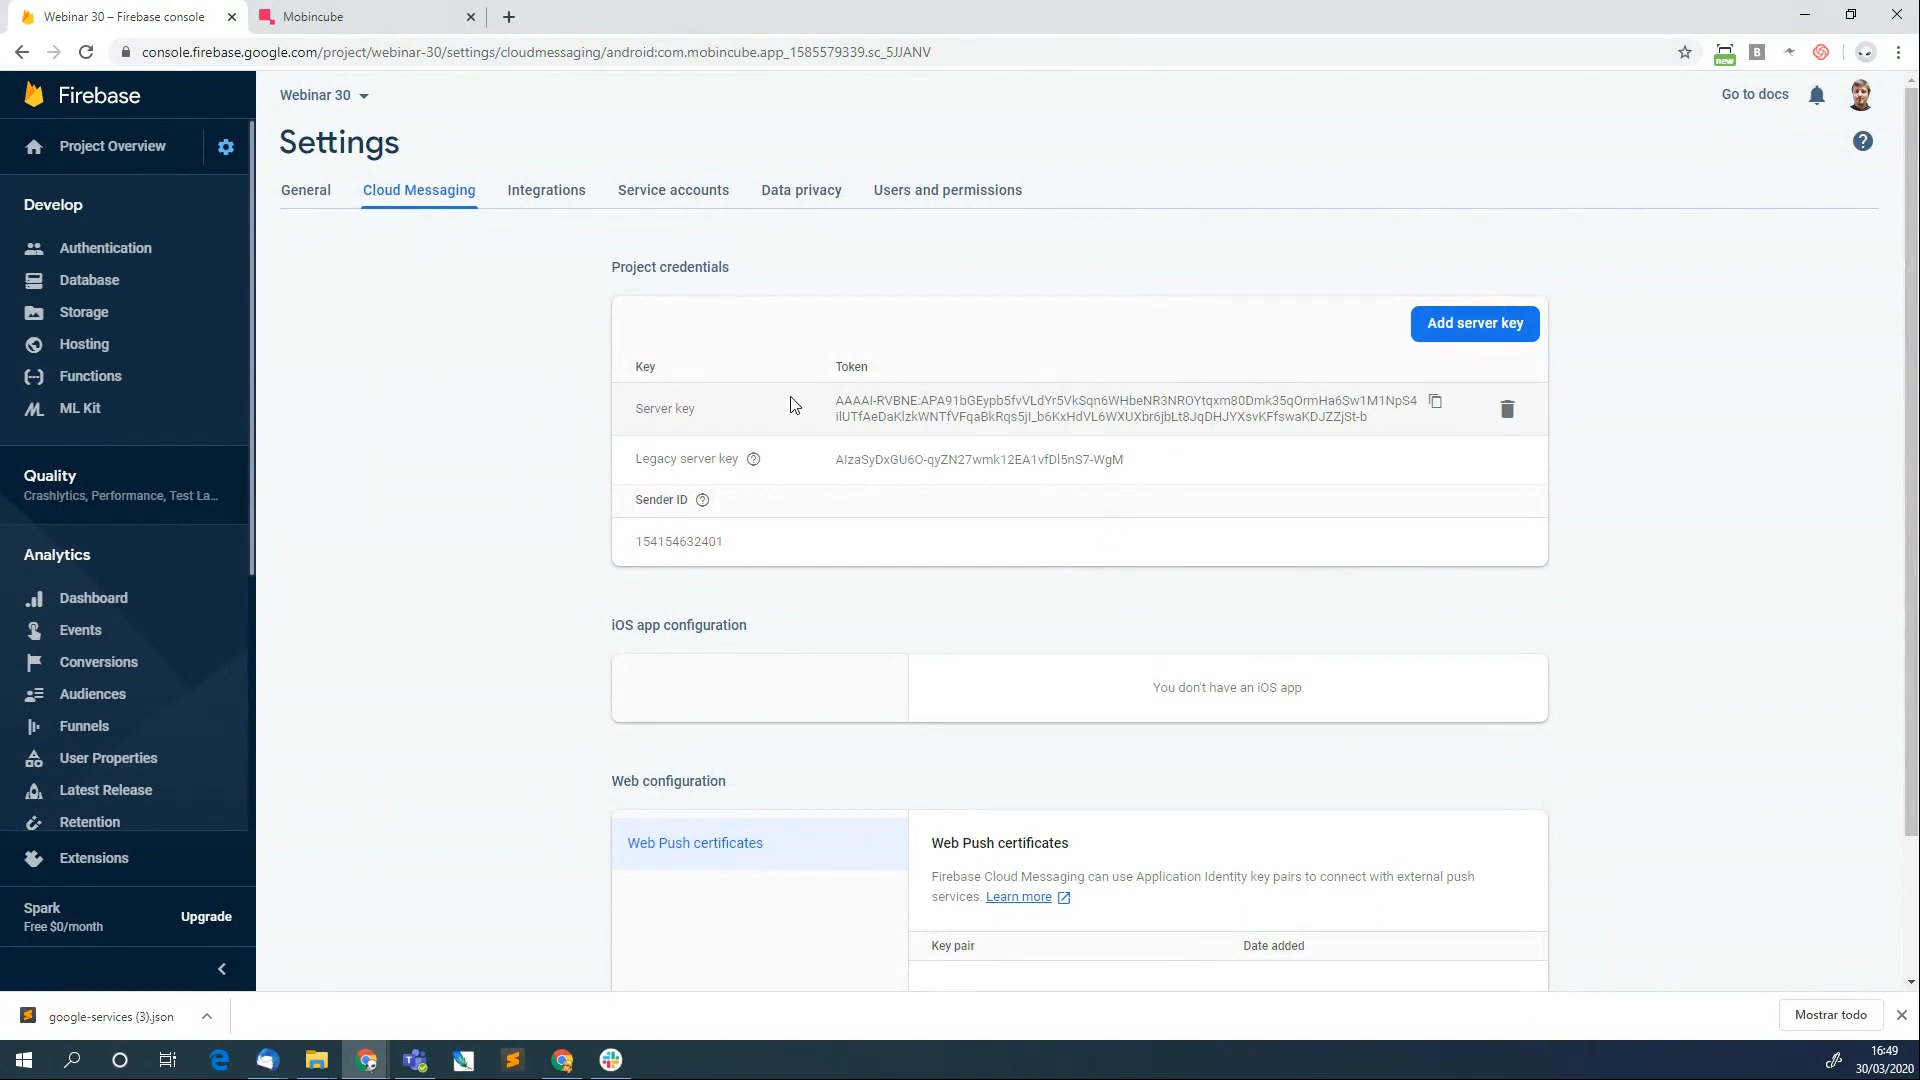 Webinar 30 – Firebase console
Mobincube
console.firebase.google.com/project/webinar-30/settings/cloudmessaging/android:com.mobincube.app_1585579339.sc_5JJANV
new
B
Firebase
Project Overview
Develop
Authentication
Database
Storage
Hosting
Functions
ML Kit
Quality
Crashlytics, Performance, Test La...
Analytics
Dashboard
Events
Conversions
Audiences
Funnels
User Properties
Latest Release
Retention
Extensions
Spark
Free $0/month
Upgrade
Webinar 30
Go to docs
Settings
General
Cloud Messaging
Integrations
Service accounts
Data privacy
Users and permissions
Project credentials
Add server key
Key
Token
Server key
AAAAI-RVBNE:APA91bGEypb5fvVLdYr5VkSqn6WHbeNR3NROYtqxm80Dmk35qOrmHa6Sw1M1NpS4
ilUTfAeDaKlzkWNTfVFqaBkRqs5jI_b6KxHdVL6WXUXbr6jbLt8JqDHJYXsvKFfswaKDJZZjSt-b
Legacy server key
AIzaSyDxGU6O-qyZN27wmk12EA1vfDl5nS7-WgM
Sender ID
154154632401
iOS app configuration
You don't have an iOS app
Web configuration
Web Push certificates
Web Push certificates
Firebase Cloud Messaging can use Application Identity key pairs to connect with external push
services. Learn more
Key pair
Date added
google-services (3).json
Mostrar todo
16:49
30/03/2020